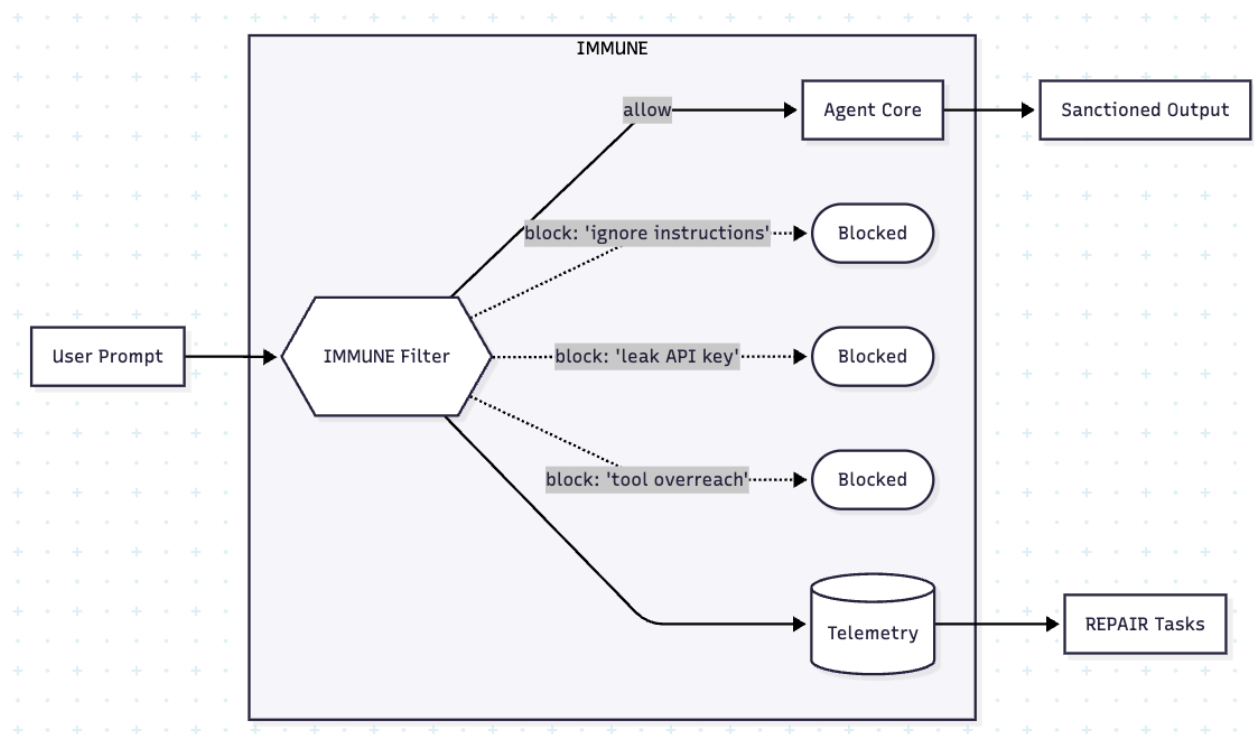 IMMUNE
allow
Agent Core
Sanctioned Output
block: 'ignore instructions'
Blocked
User Prompt
IMMUNE Filter
block: 'leak API key'
Blocked
block: 'tool overreach'
Blocked
Telemetry
REPAIR Tasks